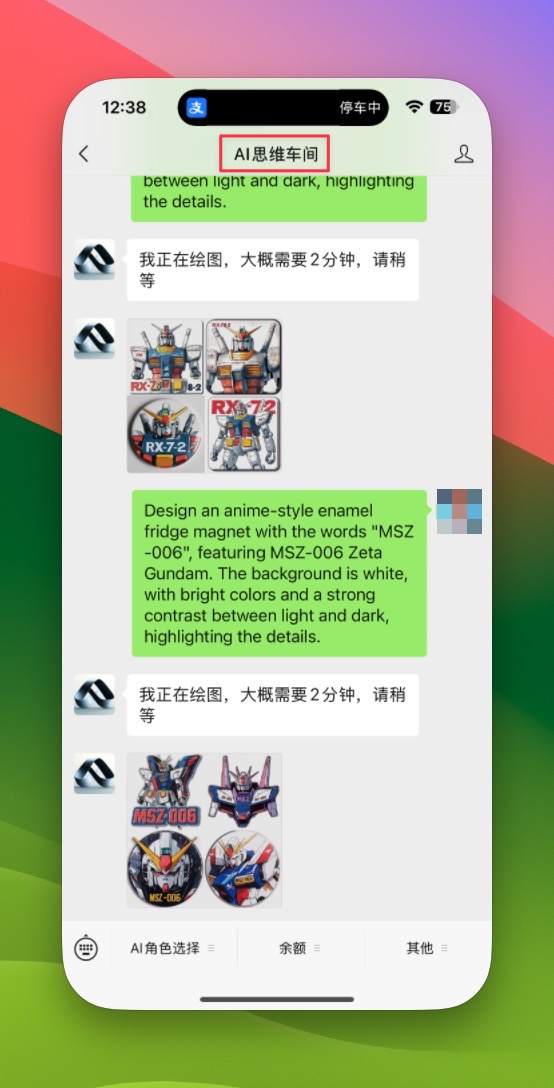 12:38
支
停车中
75
AI思维车间
between light and dark, highlighting
the details.
我正在绘图，大概需要2分钟，请稍
等
RX-78-2
RX-7
8-2
RX-7-2
RX-72
Design an anime-style enamel
fridge magnet with the words "MSZ
-006", featuring MSZ-006 Zeta
Gundam. The background is white,
with bright colors and a strong
contrast between light and dark,
highlighting the details.
我正在绘图，大概需要2分钟，请稍
等
MSZ-006
MSZ
MSZ-006
AI角色选择
余额
其他